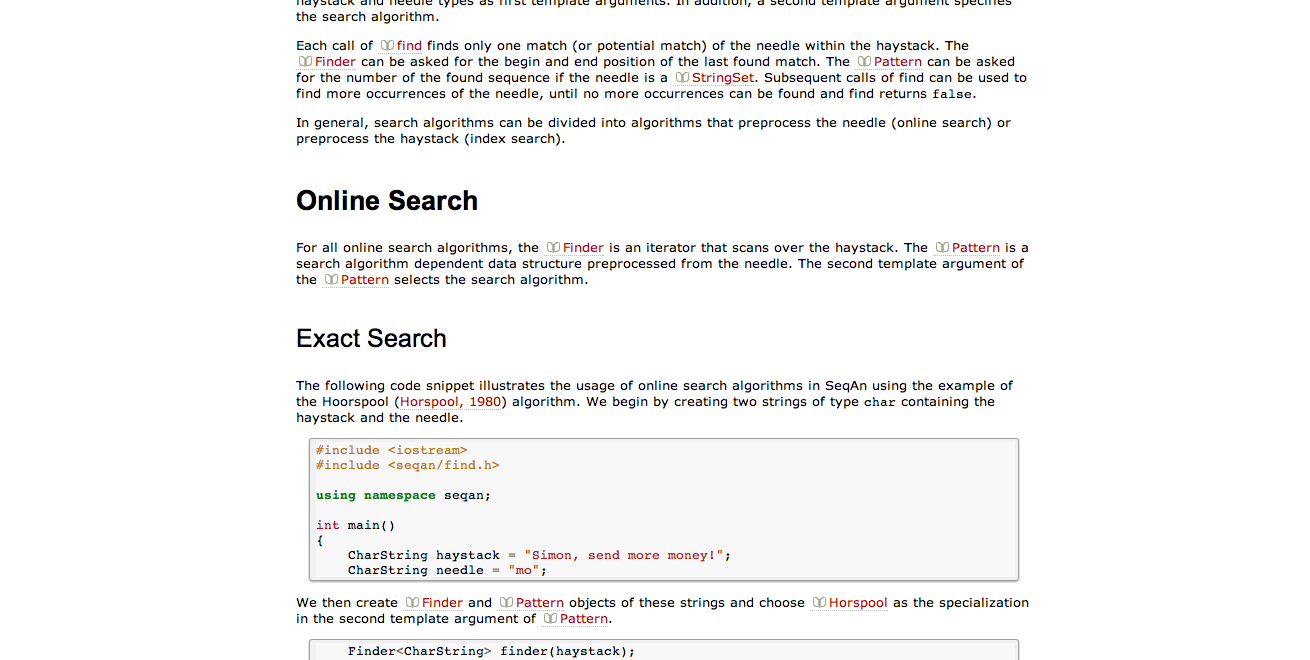 haystack and needle types as first template arguments. In addition, a second template argument specifies
the search algorithm.
Each call of find finds only one match (or potential match) of the needle within the haystack. The
Finder can be asked for the begin and end position of the last found match. The Pattern can be asked
for the number of the found sequence if the needle is a StringSet. Subsequent calls of find can be used to
find more occurrences of the needle, until no more occurrences can be found and find returns false.
In general, search algorithms can be divided into algorithms that preprocess the needle (online search) or
preprocess the haystack (index search).
Online Search
For all online search algorithms, the Finder is an iterator that scans over the haystack. The Pattern is a
search algorithm dependent data structure preprocessed from the needle. The second template argument of
the Pattern selects the search algorithm.
Exact Search
The following code snippet illustrates the usage of online search algorithms in SeqAn using the example of
the Hoorspool (Horspool, 1980) algorithm. We begin by creating two strings of type char containing the
haystack and the needle.
#include <iostream>
#include <seqan/find.h>
using namespace seqan;
int main()
{
CharString haystack = "Simon, send more money!";
CharString needle = "mo";
We then create Finder and Pattern objects of these strings and choose Horspool as the specialization
in the second template argument of Pattern.
Finder<CharString> finder(haystack);